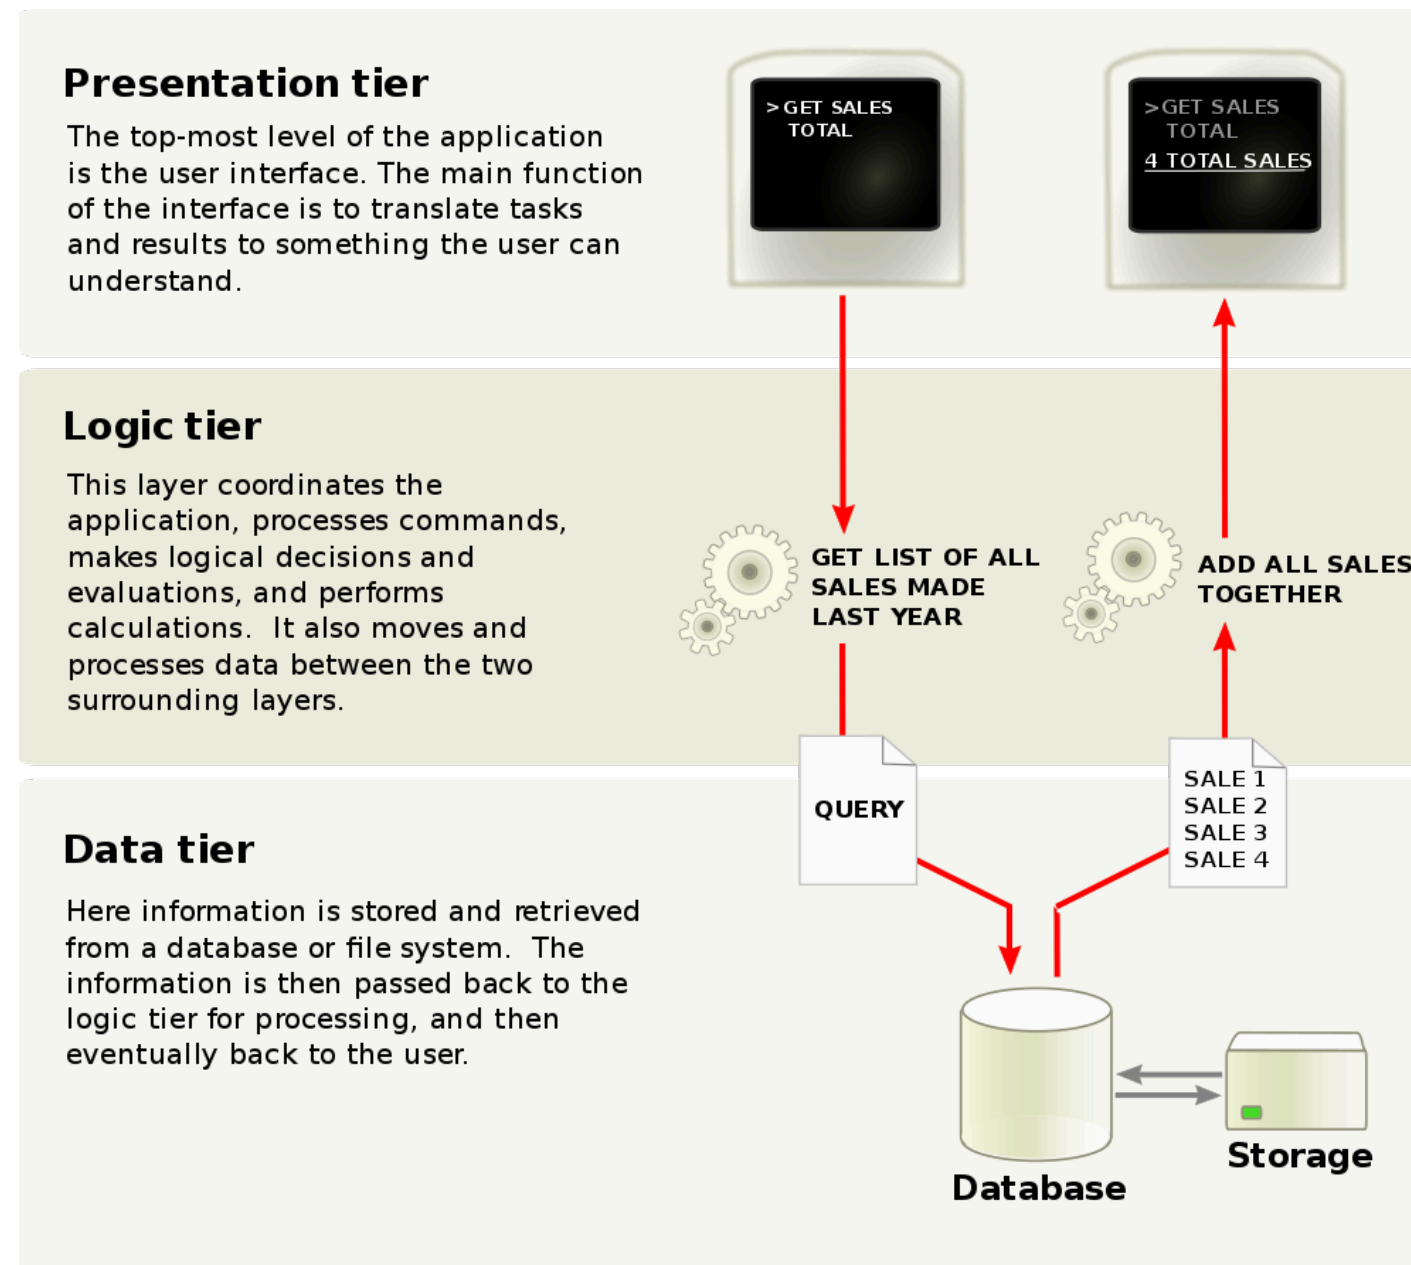 Presentation tier
The top-most level of the application
is the user interface. The main function
of the interface is to translate tasks
and results to something the user can
understand.
>GET SALES
TOTAL
>GET SALES
TOTAL
4 TOTAL SALES
Logic tier
This layer coordinates the
application, processes commands,
makes logical decisions and
evaluations, and performs
calculations.  It also moves and
processes data between the two
surrounding layers.
GET LIST OF ALL
SALES MADE
LAST YEAR
ADD ALL SALES
TOGETHER
QUERY
SALE 1
SALE 2
SALE 3
SALE 4
Data tier
Here information is stored and retrieved
from a database or file system.  The
information is then passed back to the
logic tier for processing, and then
eventually back to the user.
Database
Storage